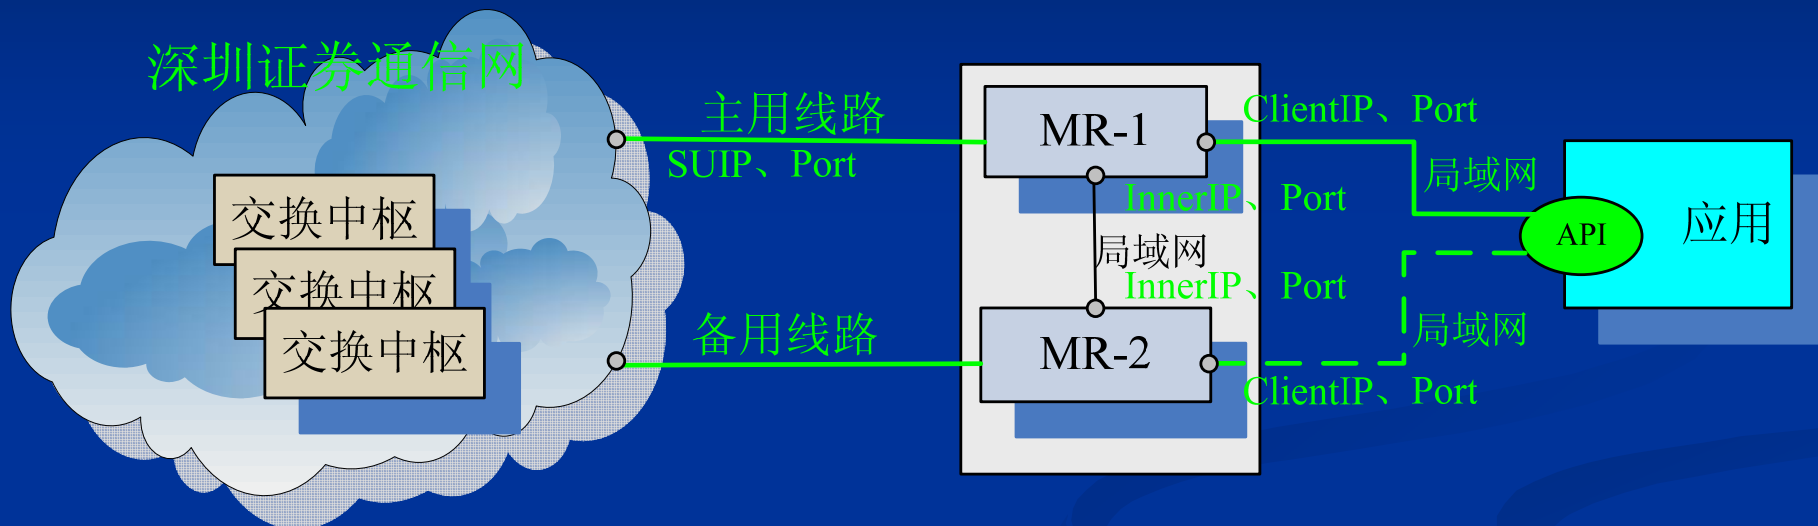 深圳证券通信网
主用线路
SUIP、Port
MR-1
ClientIP、Port
局域网
InnerIP、Port
交换中枢
应用
API
局域网
交换中枢
InnerIP、Port
备用线路
局域网
交换中枢
MR-2
ClientIP、Port